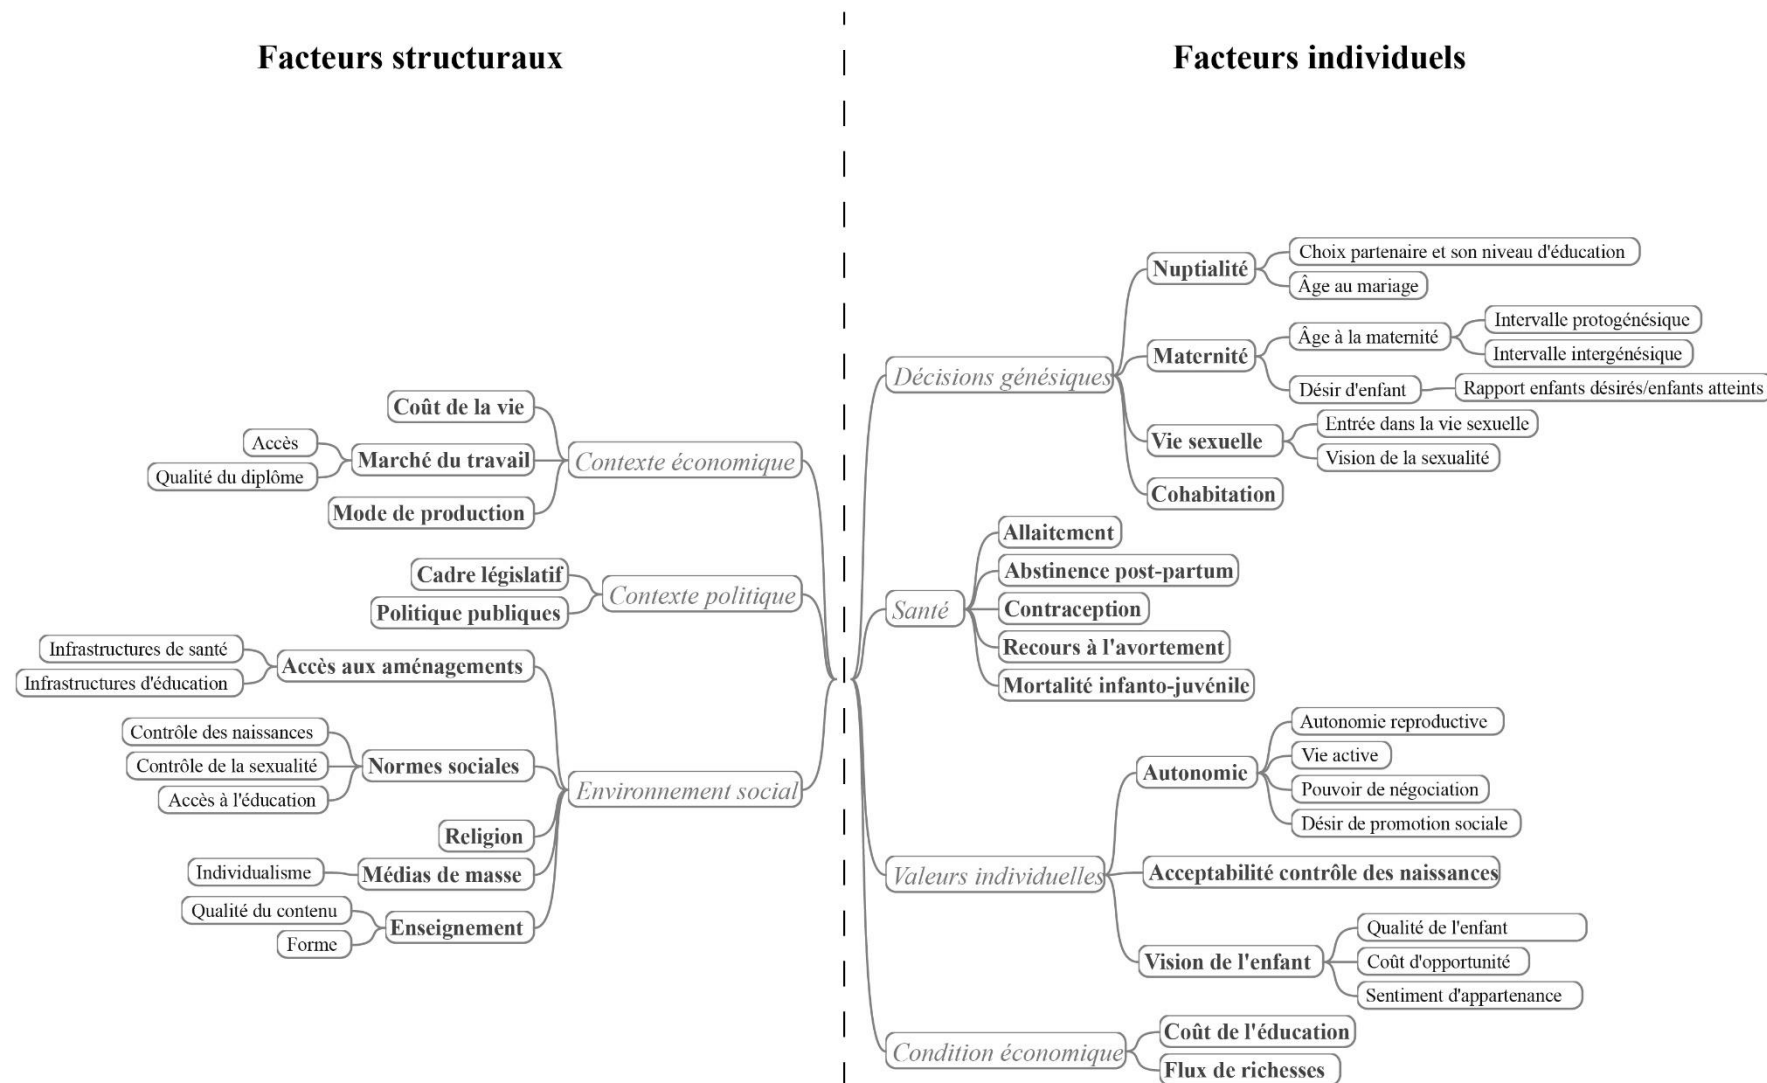 Facteurs structuraux
Facteurs individuels
Coût de la vie
Accès
Qualité du diplôme
Marché du travail
Mode de production
Contexte économique
Cadre législatif
Politique publiques
Contexte politique
Infrastructures de santé
Infrastructures d'éducation
Accès aux aménagements
Contrôle des naissances
Contrôle de la sexualité
Accès à l'éducation
Normes sociales
Environnement social
Religion
Individualisme
Médias de masse
Qualité du contenu
Forme
Enseignement
Décisions génésiques
Nuptialité
Choix partenaire et son niveau d'éducation
Âge au mariage
Maternité
Âge à la maternité
Intervalle protogénésique
Intervalle intergénésique
Désir d'enfant
Rapport enfants désirés/enfants atteints
Vie sexuelle
Entrée dans la vie sexuelle
Vision de la sexualité
Cohabitation
Santé
Allaitement
Abstinence post-partum
Contraception
Recours à l'avortement
Mortalité infanto-juvénile
Valeurs individuelles
Autonomie
Autonomie reproductive
Vie active
Pouvoir de négociation
Désir de promotion sociale
Acceptabilité contrôle des naissances
Vision de l'enfant
Qualité de l'enfant
Coût d'opportunité
Sentiment d'appartenance
Condition économique
Coût de l'éducation
Flux de richesses